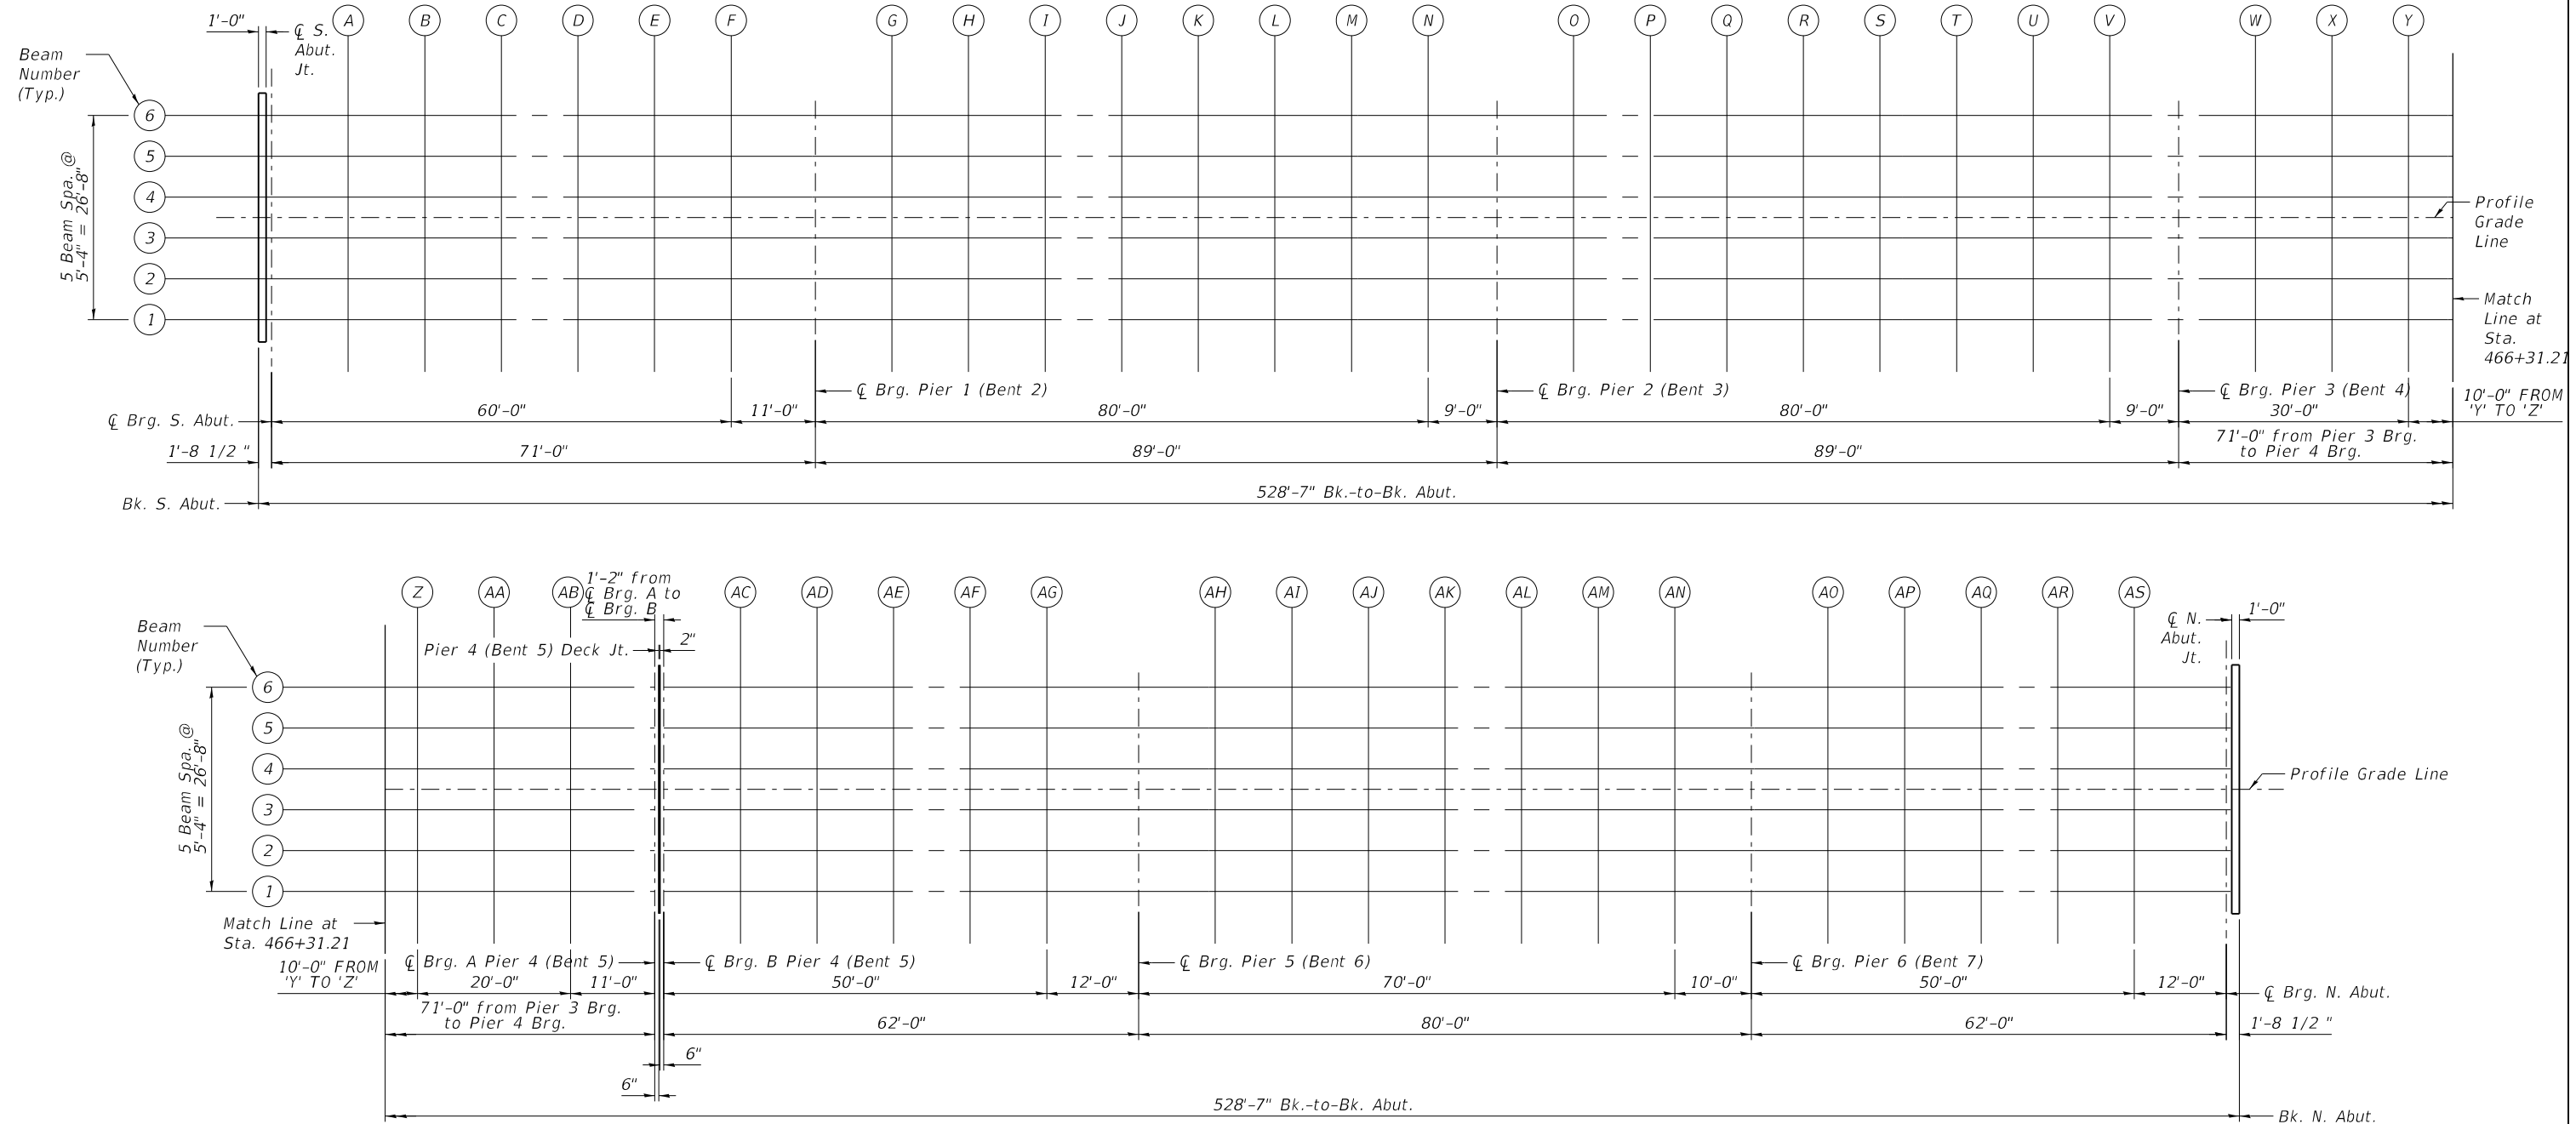 1'-0"
℄ S.
Abut.
Jt.
A B C D E F G H I J K L M N O P Q R S T U V W X Y
Beam
Number
(Typ.)
6
5
4
3
2
1
5 Beam Spa. @
5'-4" = 26'-8"
Profile
Grade
Line
Match
Line at
Sta.
466+31.21
℄ Brg. Pier 1 (Bent 2)
℄ Brg. Pier 2 (Bent 3)
℄ Brg. Pier 3 (Bent 4)
℄ Brg. S. Abut.
60'-0" 11'-0" 80'-0" 9'-0" 80'-0" 9'-0" 30'-0"
10'-0" FROM
'Y' TO 'Z'
1'-8 1/2 "
71'-0" 89'-0" 89'-0"
71'-0" from Pier 3 Brg.
to Pier 4 Brg.
Bk. S. Abut.
528'-7" Bk.-to-Bk. Abut.
Z AA AB AC AD AE AF AG AH AI AJ AK AL AM AN AO AP AQ AR AS
1'-2" from
℄ Brg. A to
℄ Brg. B
Pier 4 (Bent 5) Deck Jt.
2"
℄ N.
Abut.
Jt.
1'-0"
Beam
Number
(Typ.)
6
5
4
3
2
1
5 Beam Spa. @
5'-4" = 26'-8"
Profile Grade Line
Match Line at
Sta. 466+31.21
℄ Brg. A Pier 4 (Bent 5)
℄ Brg. B Pier 4 (Bent 5)
℄ Brg. Pier 5 (Bent 6)
℄ Brg. Pier 6 (Bent 7)
10'-0" FROM
'Y' TO 'Z'
20'-0" 11'-0" 50'-0" 12'-0" 70'-0" 10'-0" 50'-0" 12'-0"
℄ Brg. N. Abut.
71'-0" from Pier 3 Brg.
to Pier 4 Brg.
62'-0" 80'-0" 62'-0"
1'-8 1/2 "
6"
6"
528'-7" Bk.-to-Bk. Abut.
Bk. N. Abut.